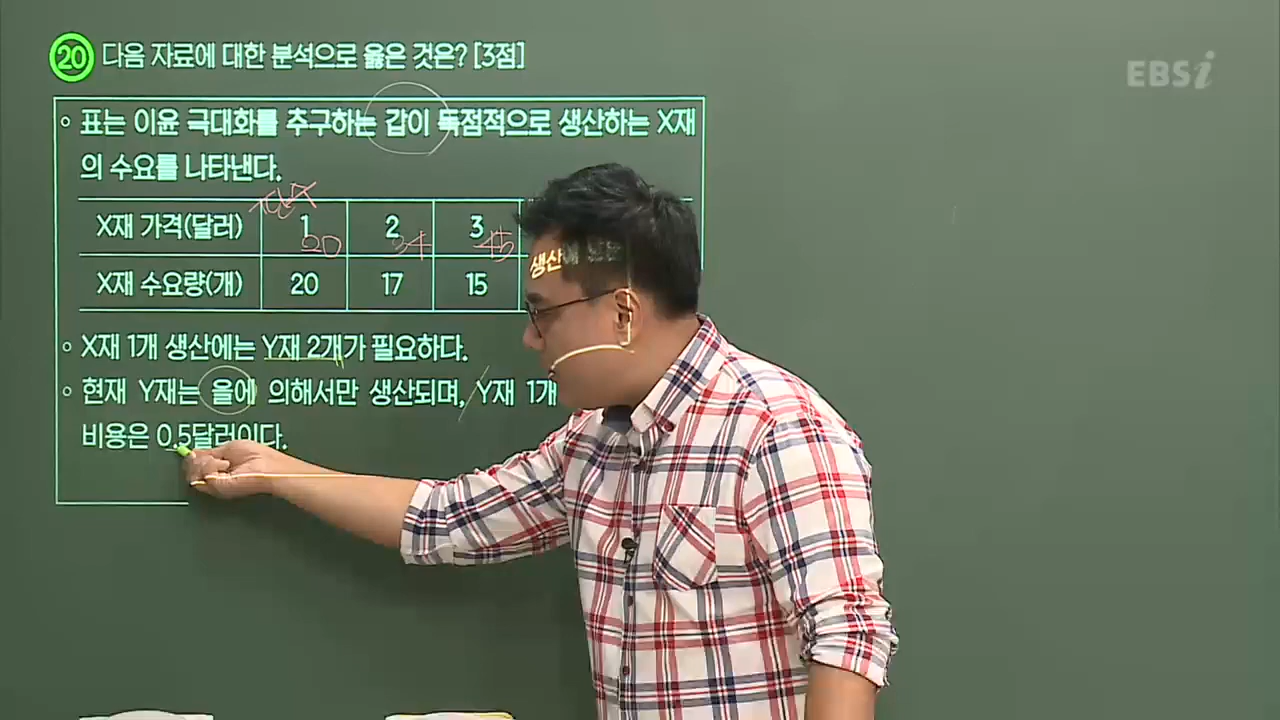 20 다음 자료에 대한 분석으로 옳은 것은? [3점]
EBSi
○ 표는 이윤 극대화를 추구하는 갑이 독점적으로 생산하는 X재
의 수요를 나타낸다.
X재 가격(달러) 1 2 3
20 34 45
X재 수요량(개) 20 17 15
○ X재 1개 생산에는 Y재 2개가 필요하다.
○ 현재 Y재는 을에 의해서만 생산되며, Y재 1개
비용은 0.5달러이다.